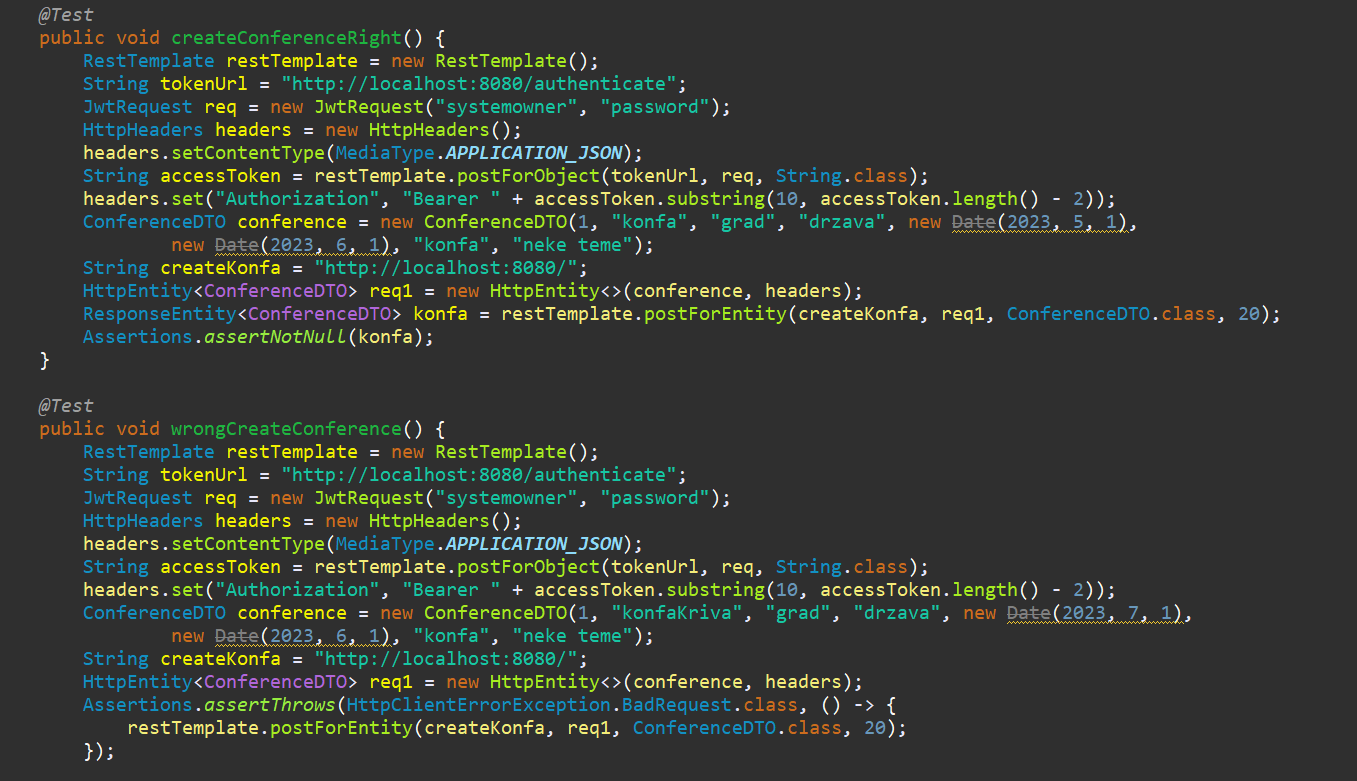 @Test
public void createConferenceRight() {
    RestTemplate restTemplate = new RestTemplate();
    String tokenUrl = "http://localhost:8080/authenticate";
    JwtRequest req = new JwtRequest("systemowner", "password");
    HttpHeaders headers = new HttpHeaders();
    headers.setContentType(MediaType.APPLICATION_JSON);
    String accessToken = restTemplate.postForObject(tokenUrl, req, String.class);
    headers.set("Authorization", "Bearer " + accessToken.substring(10, accessToken.length() - 2));
    ConferenceDTO conference = new ConferenceDTO(1, "konfa", "grad", "drzava", new Date(2023, 5, 1),
            new Date(2023, 6, 1), "konfa", "neke teme");
    String createKonfa = "http://localhost:8080/";
    HttpEntity<ConferenceDTO> req1 = new HttpEntity<>(conference, headers);
    ResponseEntity<ConferenceDTO> konfa = restTemplate.postForEntity(createKonfa, req1, ConferenceDTO.class, 20);
    Assertions.assertNotNull(konfa);
}
@Test
public void wrongCreateConference() {
    RestTemplate restTemplate = new RestTemplate();
    String tokenUrl = "http://localhost:8080/authenticate";
    JwtRequest req = new JwtRequest("systemowner", "password");
    HttpHeaders headers = new HttpHeaders();
    headers.setContentType(MediaType.APPLICATION_JSON);
    String accessToken = restTemplate.postForObject(tokenUrl, req, String.class);
    headers.set("Authorization", "Bearer " + accessToken.substring(10, accessToken.length() - 2));
    ConferenceDTO conference = new ConferenceDTO(1, "konfaKriva", "grad", "drzava", new Date(2023, 7, 1),
            new Date(2023, 6, 1), "konfa", "neke teme");
    String createKonfa = "http://localhost:8080/";
    HttpEntity<ConferenceDTO> req1 = new HttpEntity<>(conference, headers);
    Assertions.assertThrows(HttpClientErrorException.BadRequest.class, () -> {
        restTemplate.postForEntity(createKonfa, req1, ConferenceDTO.class, 20);
    });